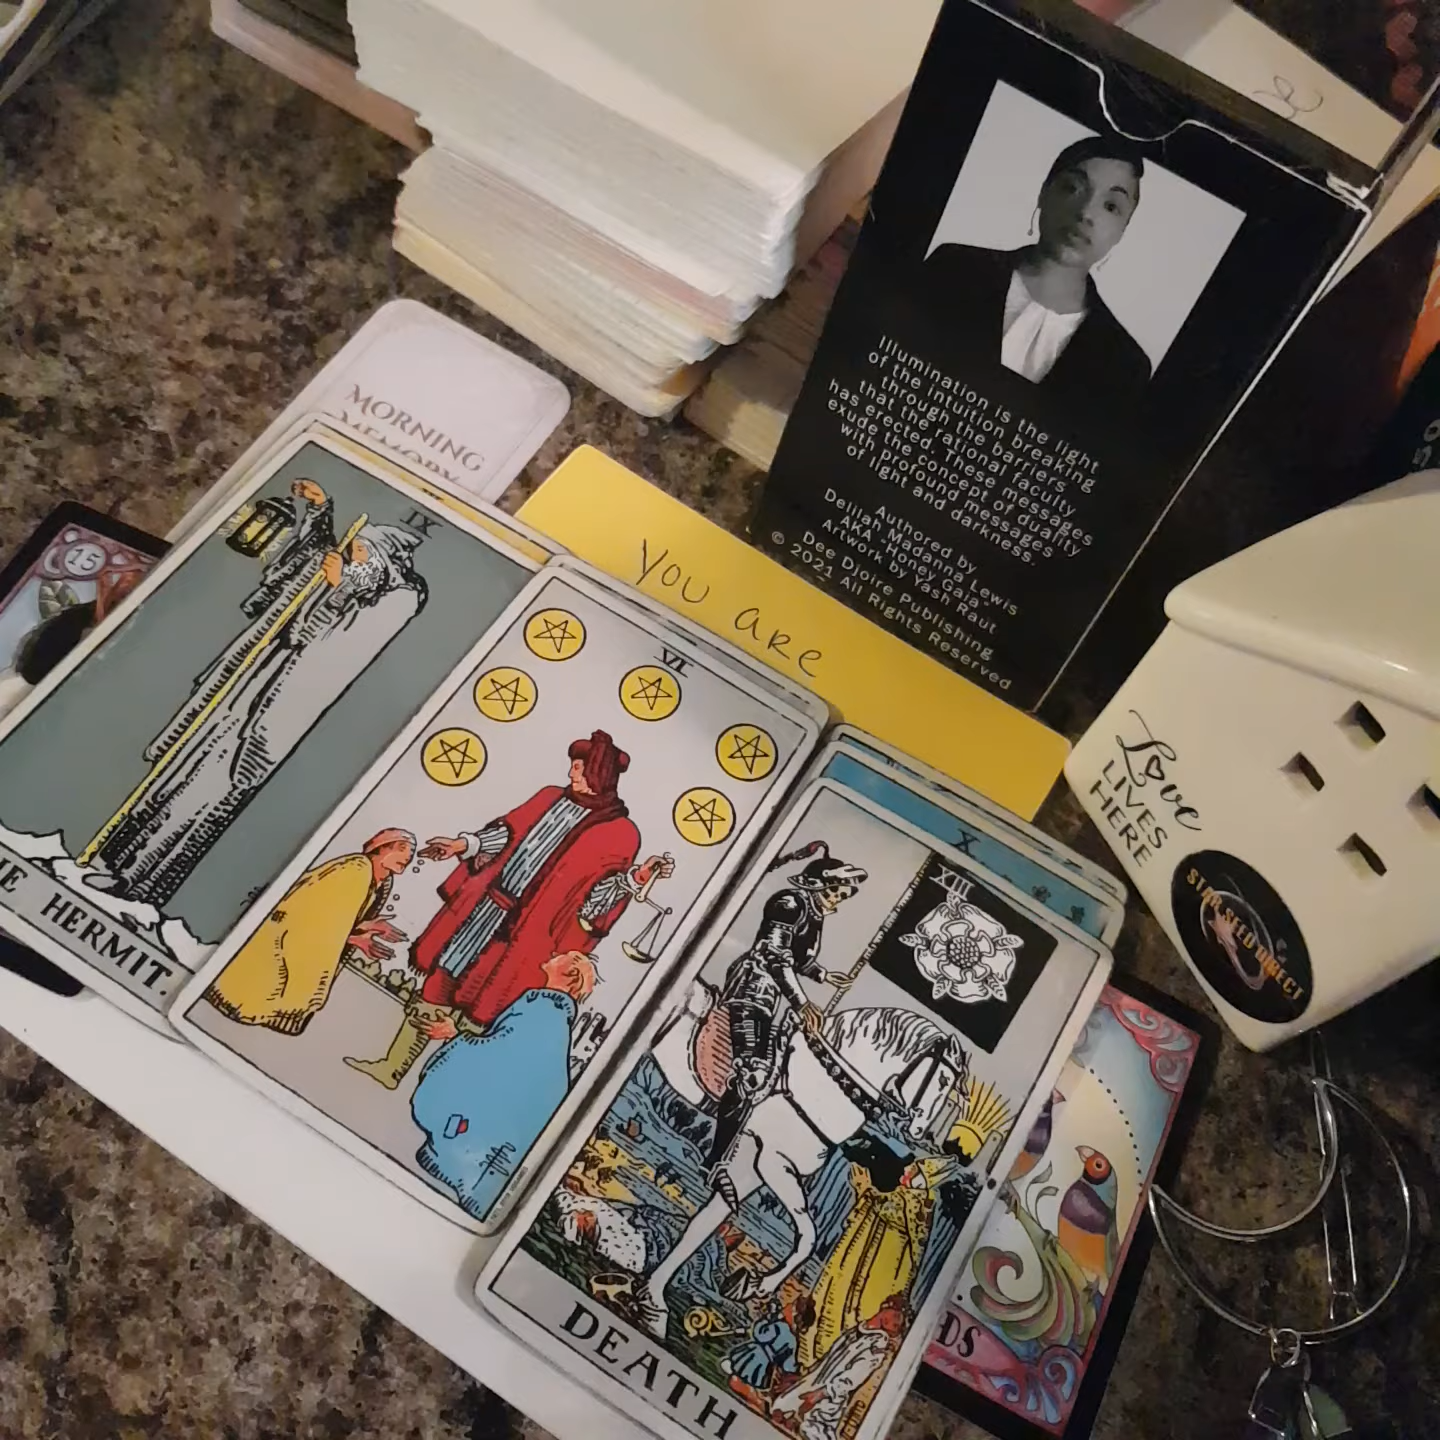 MORNING
MEMORY
15
IX
THE HERMIT.
VI
X
XIII
DEATH
YOU ARE
Illumination is the light
of the intuition breaking
through the barriers
that the rational faculty
has erected. These messages
exude the concept of duality
with profound messages
of light and darkness.
Authored by
Delilah Madanna Lewis
AKA "Honey Gaia"
Artwork by Yash Raut
Dee Djoire Publishing
© 2021 All Rights Reserved
Love
LIVES
HERE
STAR SEED DIRECT
DS